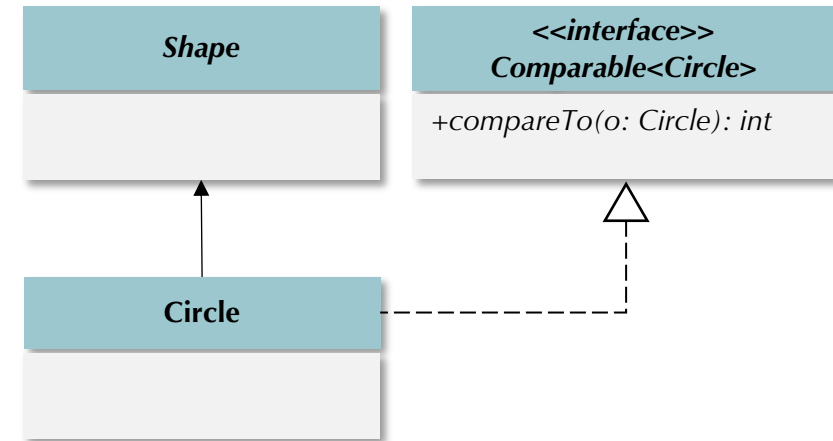 Shape
<<interface>>
Comparable<Circle>
+compareTo(o: Circle): int
Circle